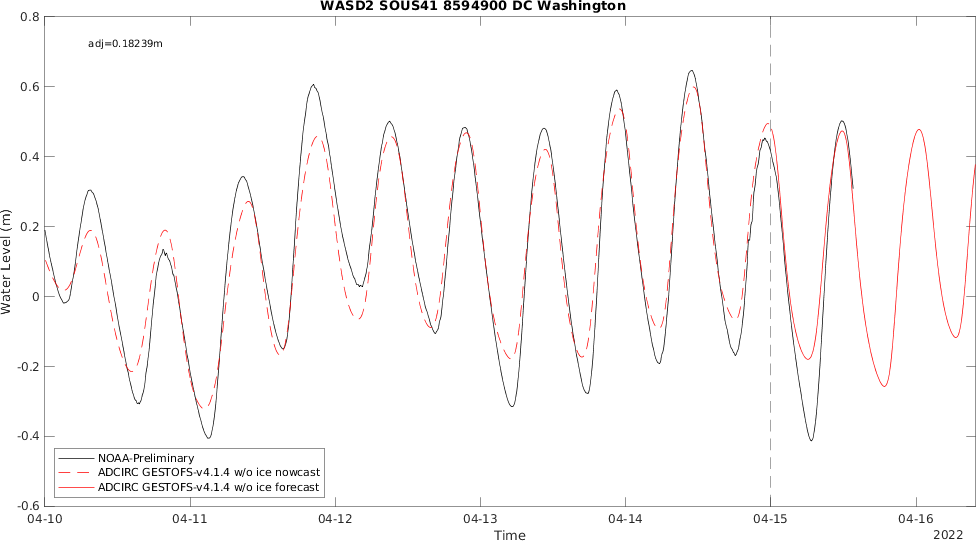 WASD2 SOUS41 8594900 DC Washington
0.8
adj=0.18239m
0.6
0.4
0.2
0
-0.2
-0.4
-0.6
Water Level (m)
NOAA-Preliminary
ADCIRC GESTOFS-v4.1.4 w/o ice nowcast
ADCIRC GESTOFS-v4.1.4 w/o ice forecast
04-10 04-11 04-12 04-13 04-14 04-15 04-16
Time
2022